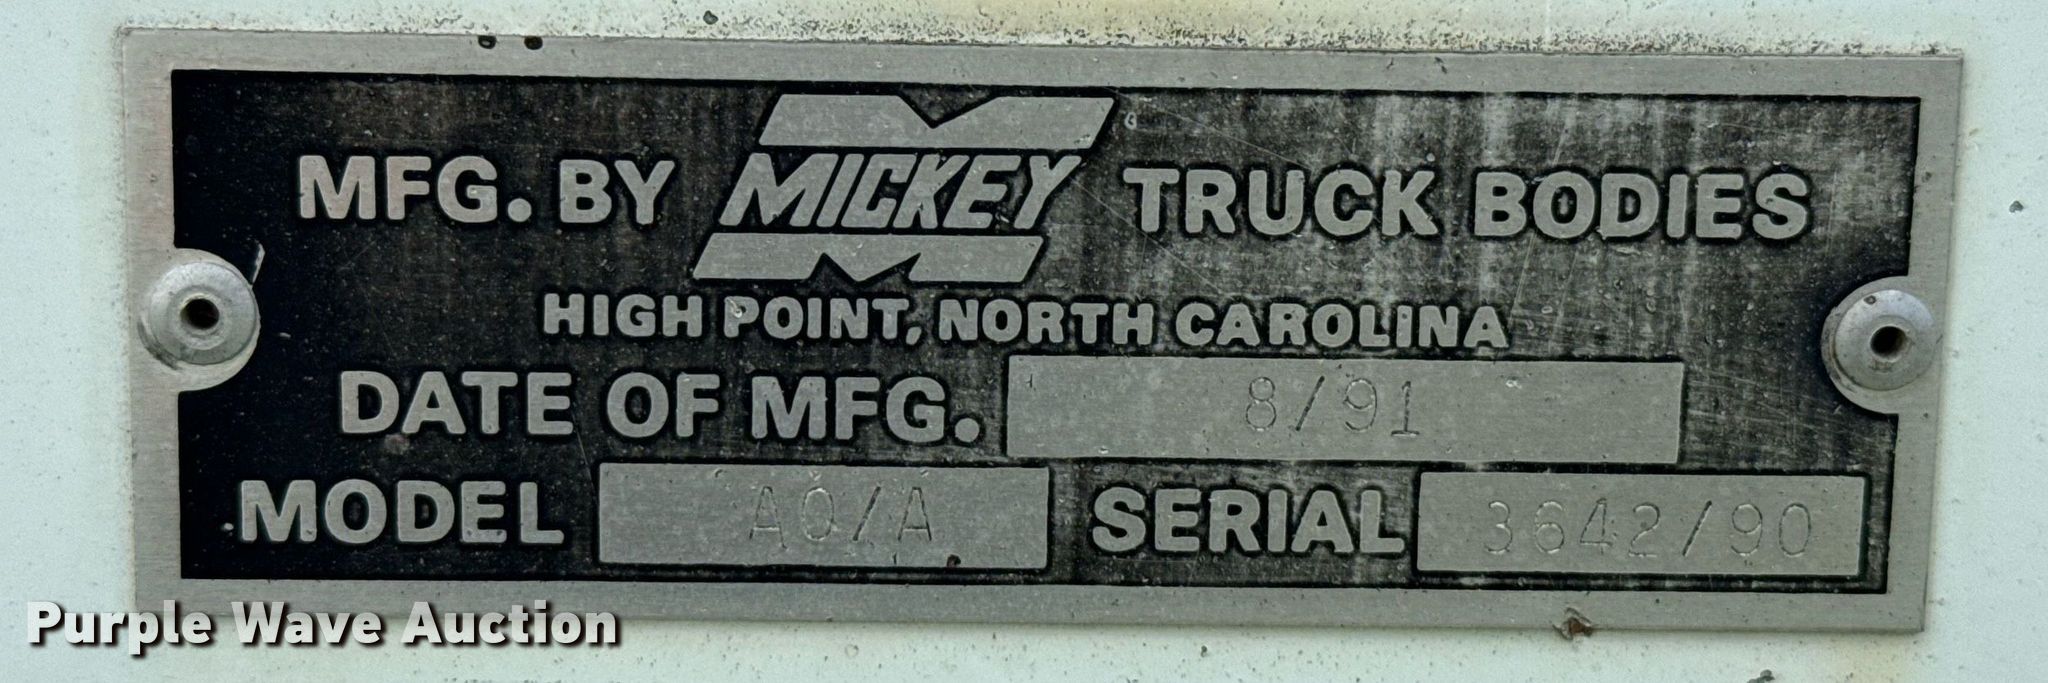 MFG. BY MICKEY TRUCK BODIES
HIGH POINT, NORTH CAROLINA
DATE OF MFG. 8/91
MODEL AO/A SERIAL 3642/90
Purple Wave Auction